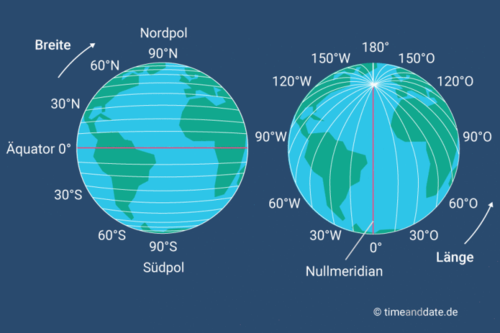 Breite
Nordpol
90°N
60°N
30°N
Äquator 0°
30°S
60°S
90°S
Südpol
180°
150°W
150°O
120°W
120°O
90°W
90°O
60°W
60°O
30°W
30°O
0°
Länge
Nullmeridian
© timeanddate.de